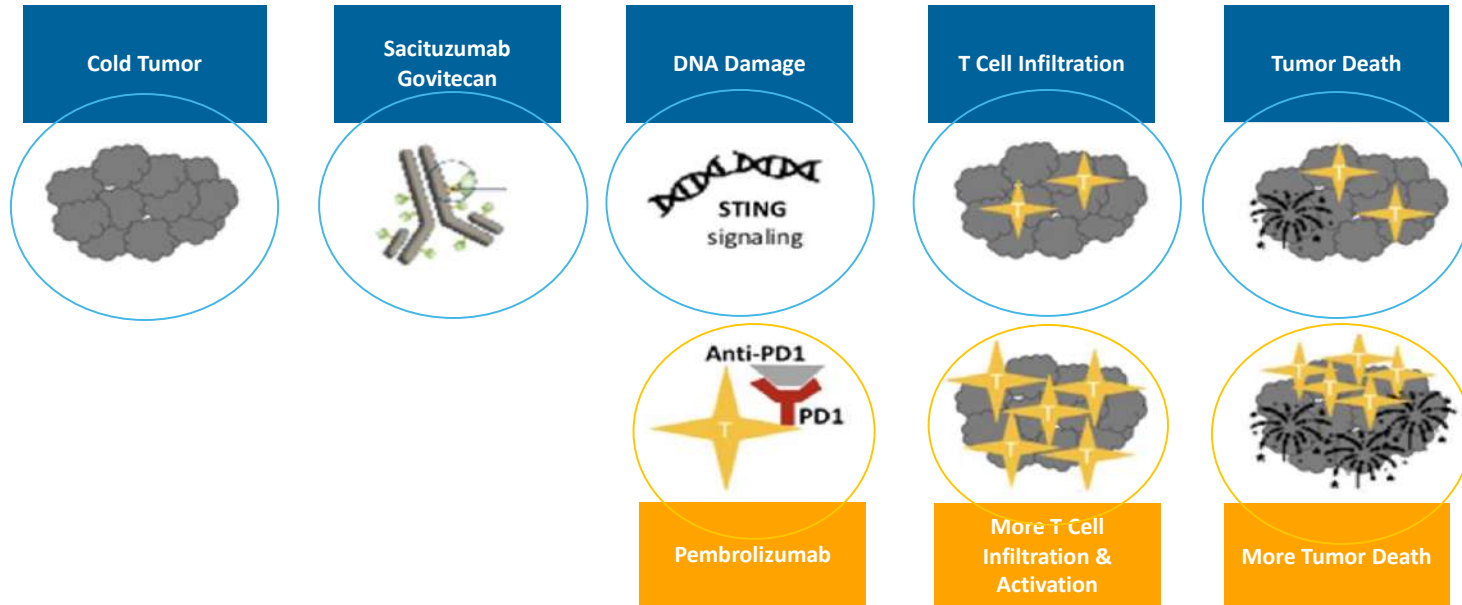 Cold Tumor
Sacituzumab
Govitecan
DNA Damage
T Cell Infiltration
Tumor Death
STING
signaling
T
T
T
T
Anti-PD1
PD1
T
T
T
T
T
T
T
T
T
T
T
T
T
Pembrolizumab
More T Cell
Infiltration &
Activation
More Tumor Death